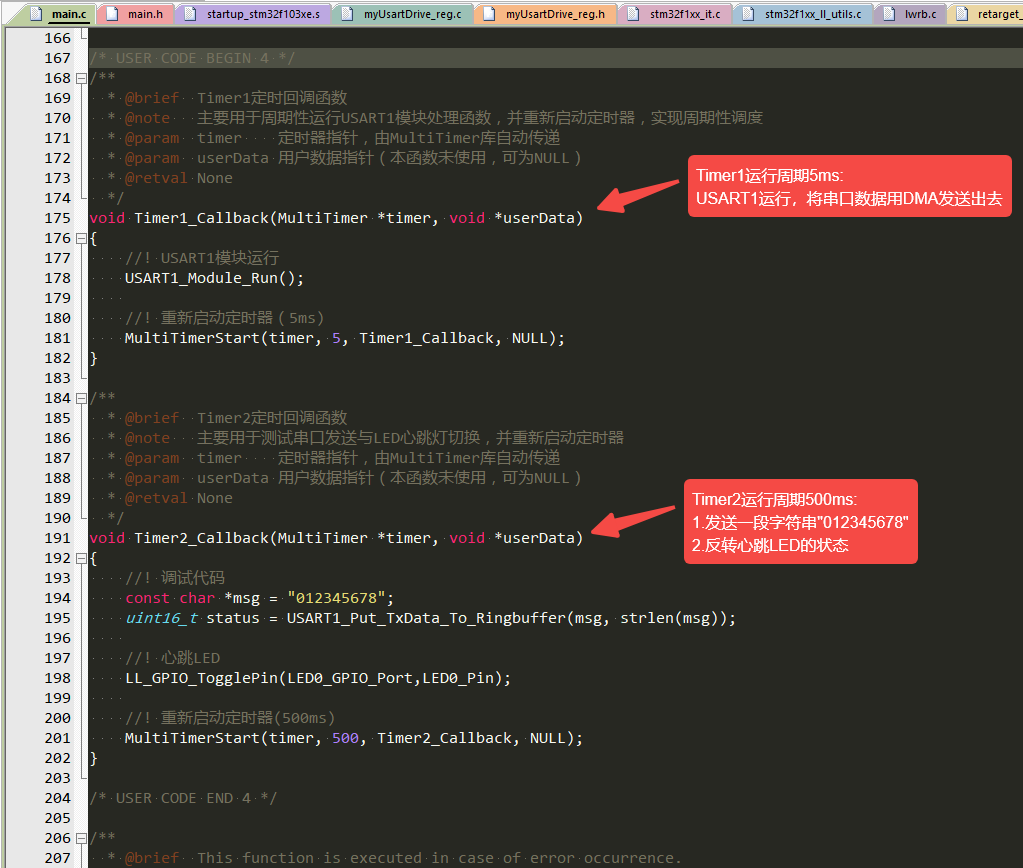 main.c main.h startup_stm32f103xe.s myUsartDrive_reg.c myUsartDrive_reg.h stm32f1xx_it.c stm32f1xx_ll_utils.c lwrb.c retarget_
166
167 /* USER CODE BEGIN 4 */
168 /**
169 * @brief Timer1定时回调函数
170 * @note 主要用于周期性运行USART1模块处理函数，并重新启动定时器，实现周期性调度
171 * @param timer 定时器指针，由MultiTimer库自动传递
172 * @param userData 用户数据指针（本函数未使用，可为NULL）
173 * @retval None
174 */
175 void Timer1_Callback(MultiTimer *timer, void *userData)
176 {
177 //! USART1模块运行
178 USART1_Module_Run();
179
180 //! 重新启动定时器（5ms)
181 MultiTimerStart(timer, 5, Timer1_Callback, NULL);
182 }
183
184 /**
185 * @brief Timer2定时回调函数
186 * @note 主要用于测试串口发送与LED心跳灯切换，并重新启动定时器
187 * @param timer 定时器指针，由MultiTimer库自动传递
188 * @param userData 用户数据指针（本函数未使用，可为NULL）
189 * @retval None
190 */
191 void Timer2_Callback(MultiTimer *timer, void *userData)
192 {
193 //! 调试代码
194 const char *msg = "012345678";
195 uint16_t status = USART1_Put_TxData_To_Ringbuffer(msg, strlen(msg));
196
197 //! 心跳LED
198 LL_GPIO_TogglePin(LED0_GPIO_Port,LED0_Pin);
199
200 //! 重新启动定时器(500ms)
201 MultiTimerStart(timer, 500, Timer2_Callback, NULL);
202 }
203
204 /* USER CODE END 4 */
205
206 /**
207 * @brief This function is executed in case of error occurrence.
Timer1运行周期5ms:
USART1运行，将串口数据用DMA发送出去
Timer2运行周期500ms:
1.发送一段字符串"012345678"
2.反转心跳LED的状态